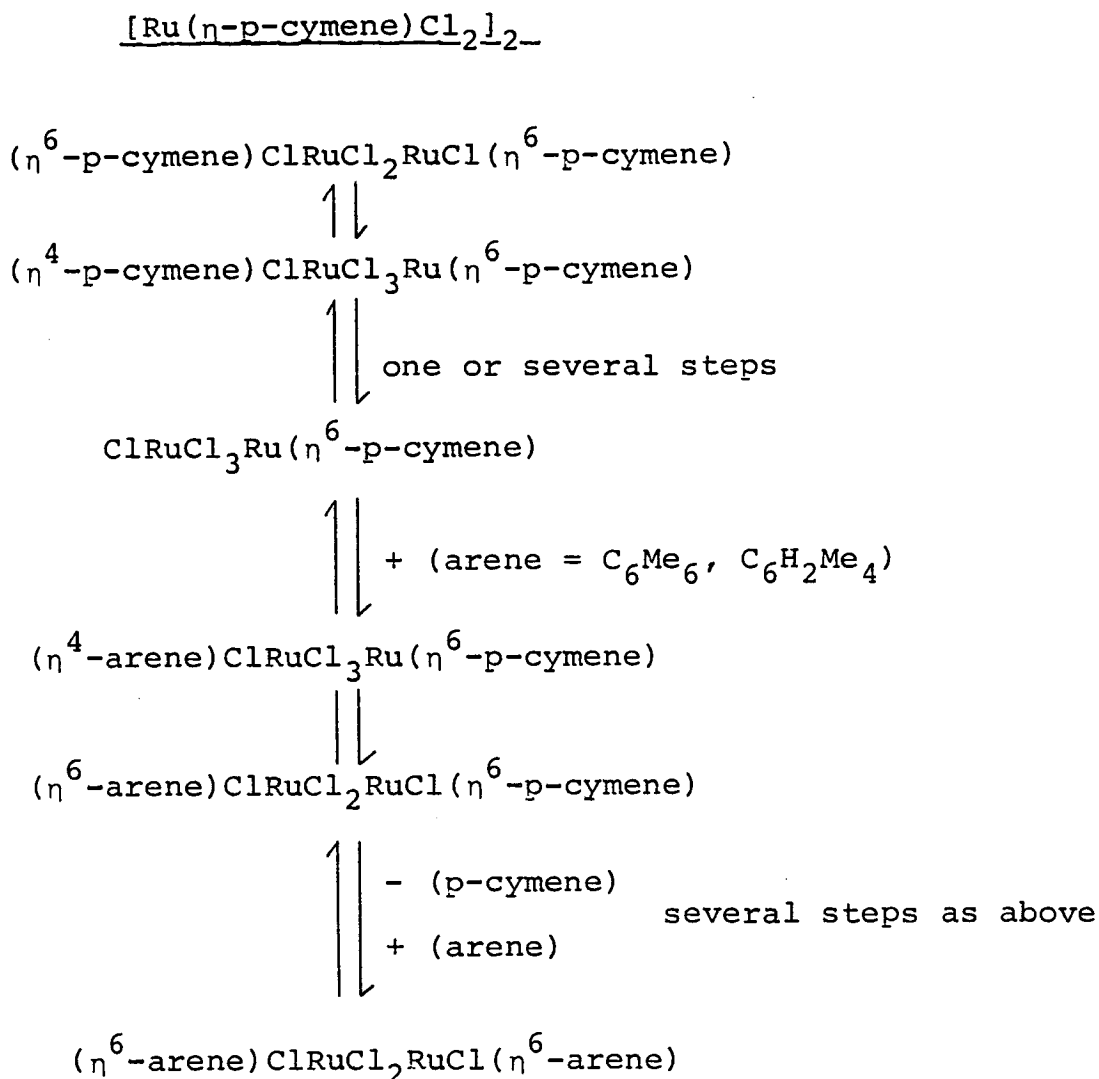 [Ru(η-p-cymene)Cl₂]₂
(η⁶-p-cymene)ClRuCl₂RuCl(η⁶-p-cymene)
(η⁴-p-cymene)ClRuCl₃Ru(η⁶-p-cymene)
one or several steps
ClRuCl₃Ru(η⁶-p-cymene)
+ (arene = C₆Me₆, C₆H₂Me₄)
(η⁴-arene)ClRuCl₃Ru(η⁶-p-cymene)
(η⁶-arene)ClRuCl₂RuCl(η⁶-p-cymene)
- (p-cymene)
several steps as above
+ (arene)
(η⁶-arene)ClRuCl₂RuCl(η⁶-arene)